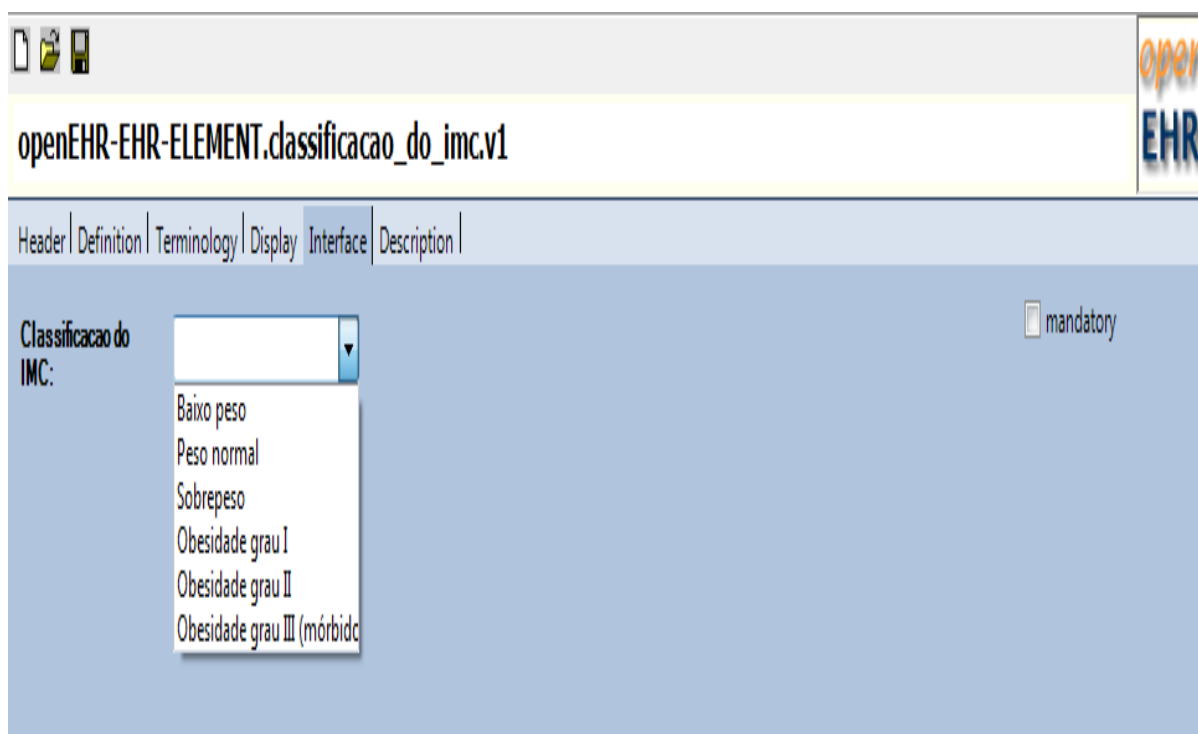 open
EHR
openEHR-EHR-ELEMENT.classificacao_do_imc.v1
Header Definition Terminology Display Interface Description
Classificacao do
IMC:
mandatory
Baixo peso
Peso normal
Sobrepeso
Obesidade grau I
Obesidade grau II
Obesidade grau III